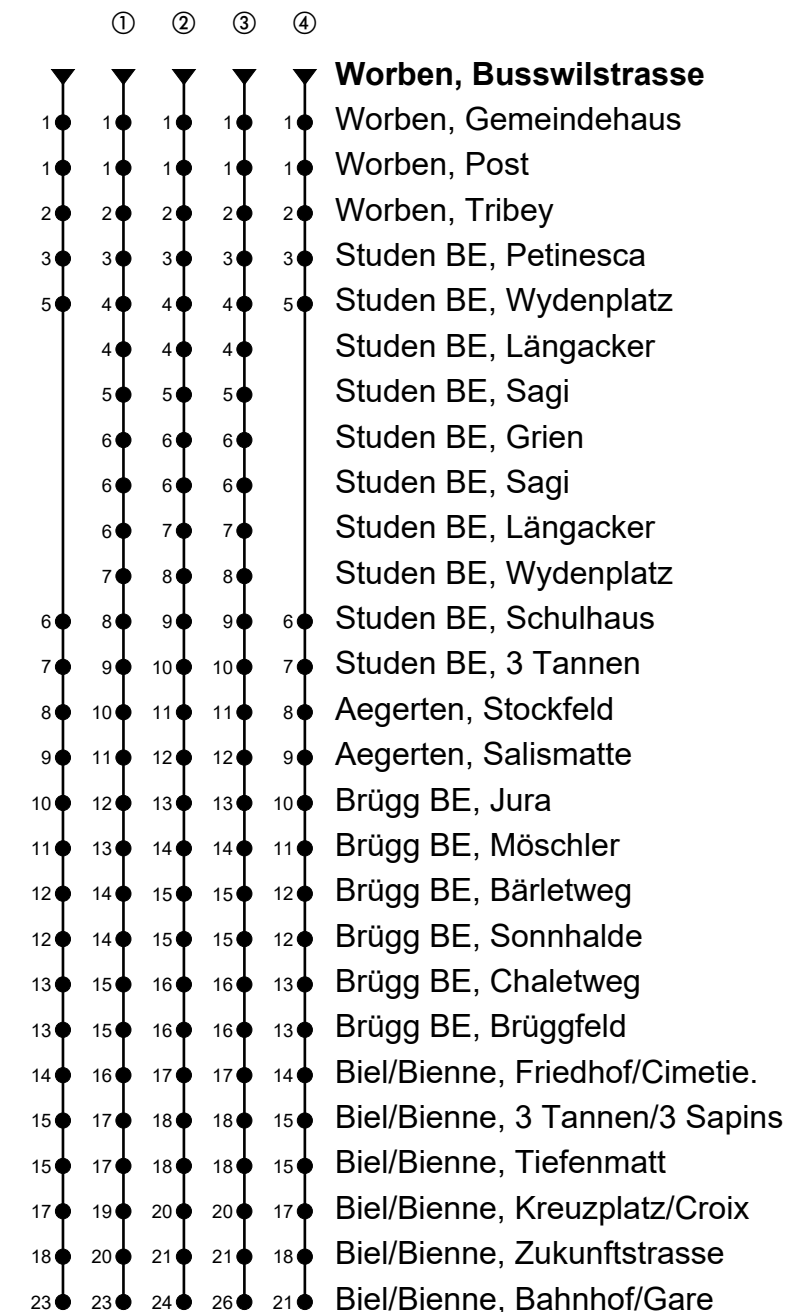 ① ② ③ ④
Worben, Busswilstrasse
1 1 1 1 1 Worben, Gemeindehaus
1 1 1 1 1 Worben, Post
2 2 2 2 2 Worben, Tribey
3 3 3 3 3 Studen BE, Petinesca
5 4 4 4 5 Studen BE, Wydenplatz
4 4 4 Studen BE, Längacker
5 5 5 Studen BE, Sagi
6 6 6 Studen BE, Grien
6 6 6 Studen BE, Sagi
6 7 7 Studen BE, Längacker
7 8 8 Studen BE, Wydenplatz
6 8 9 9 6 Studen BE, Schulhaus
7 9 10 10 7 Studen BE, 3 Tannen
8 10 11 11 8 Aegerten, Stockfeld
9 11 12 12 9 Aegerten, Salismatte
10 12 13 13 10 Brügg BE, Jura
11 13 14 14 11 Brügg BE, Möschler
12 14 15 15 12 Brügg BE, Bärletweg
12 14 15 15 12 Brügg BE, Sonnhalde
13 15 16 16 13 Brügg BE, Chaletweg
13 15 16 16 13 Brügg BE, Brüggfeld
14 16 17 17 14 Biel/Bienne, Friedhof/Cimetie.
15 17 18 18 15 Biel/Bienne, 3 Tannen/3 Sapins
15 17 18 18 15 Biel/Bienne, Tiefenmatt
17 19 20 20 17 Biel/Bienne, Kreuzplatz/Croix
18 20 21 21 18 Biel/Bienne, Zukunftstrasse
23 23 24 26 21 Biel/Bienne, Bahnhof/Gare